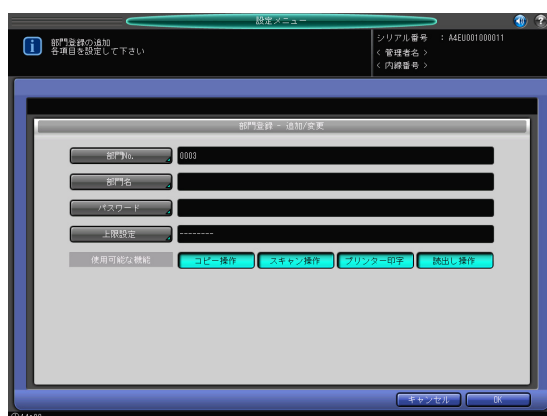 設定メニュー
部門登録の追加
各項目を設定して下さい
シリアル番号 : A4EU001000011
< 管理者名 >
< 内線番号 >
部門登録 - 追加/変更
部門No. 0003
部門名
パスワード
上限設定 --------
使用可能な機能 コピー操作 スキャン操作 プリンター印字 読出し操作
キャンセル OK